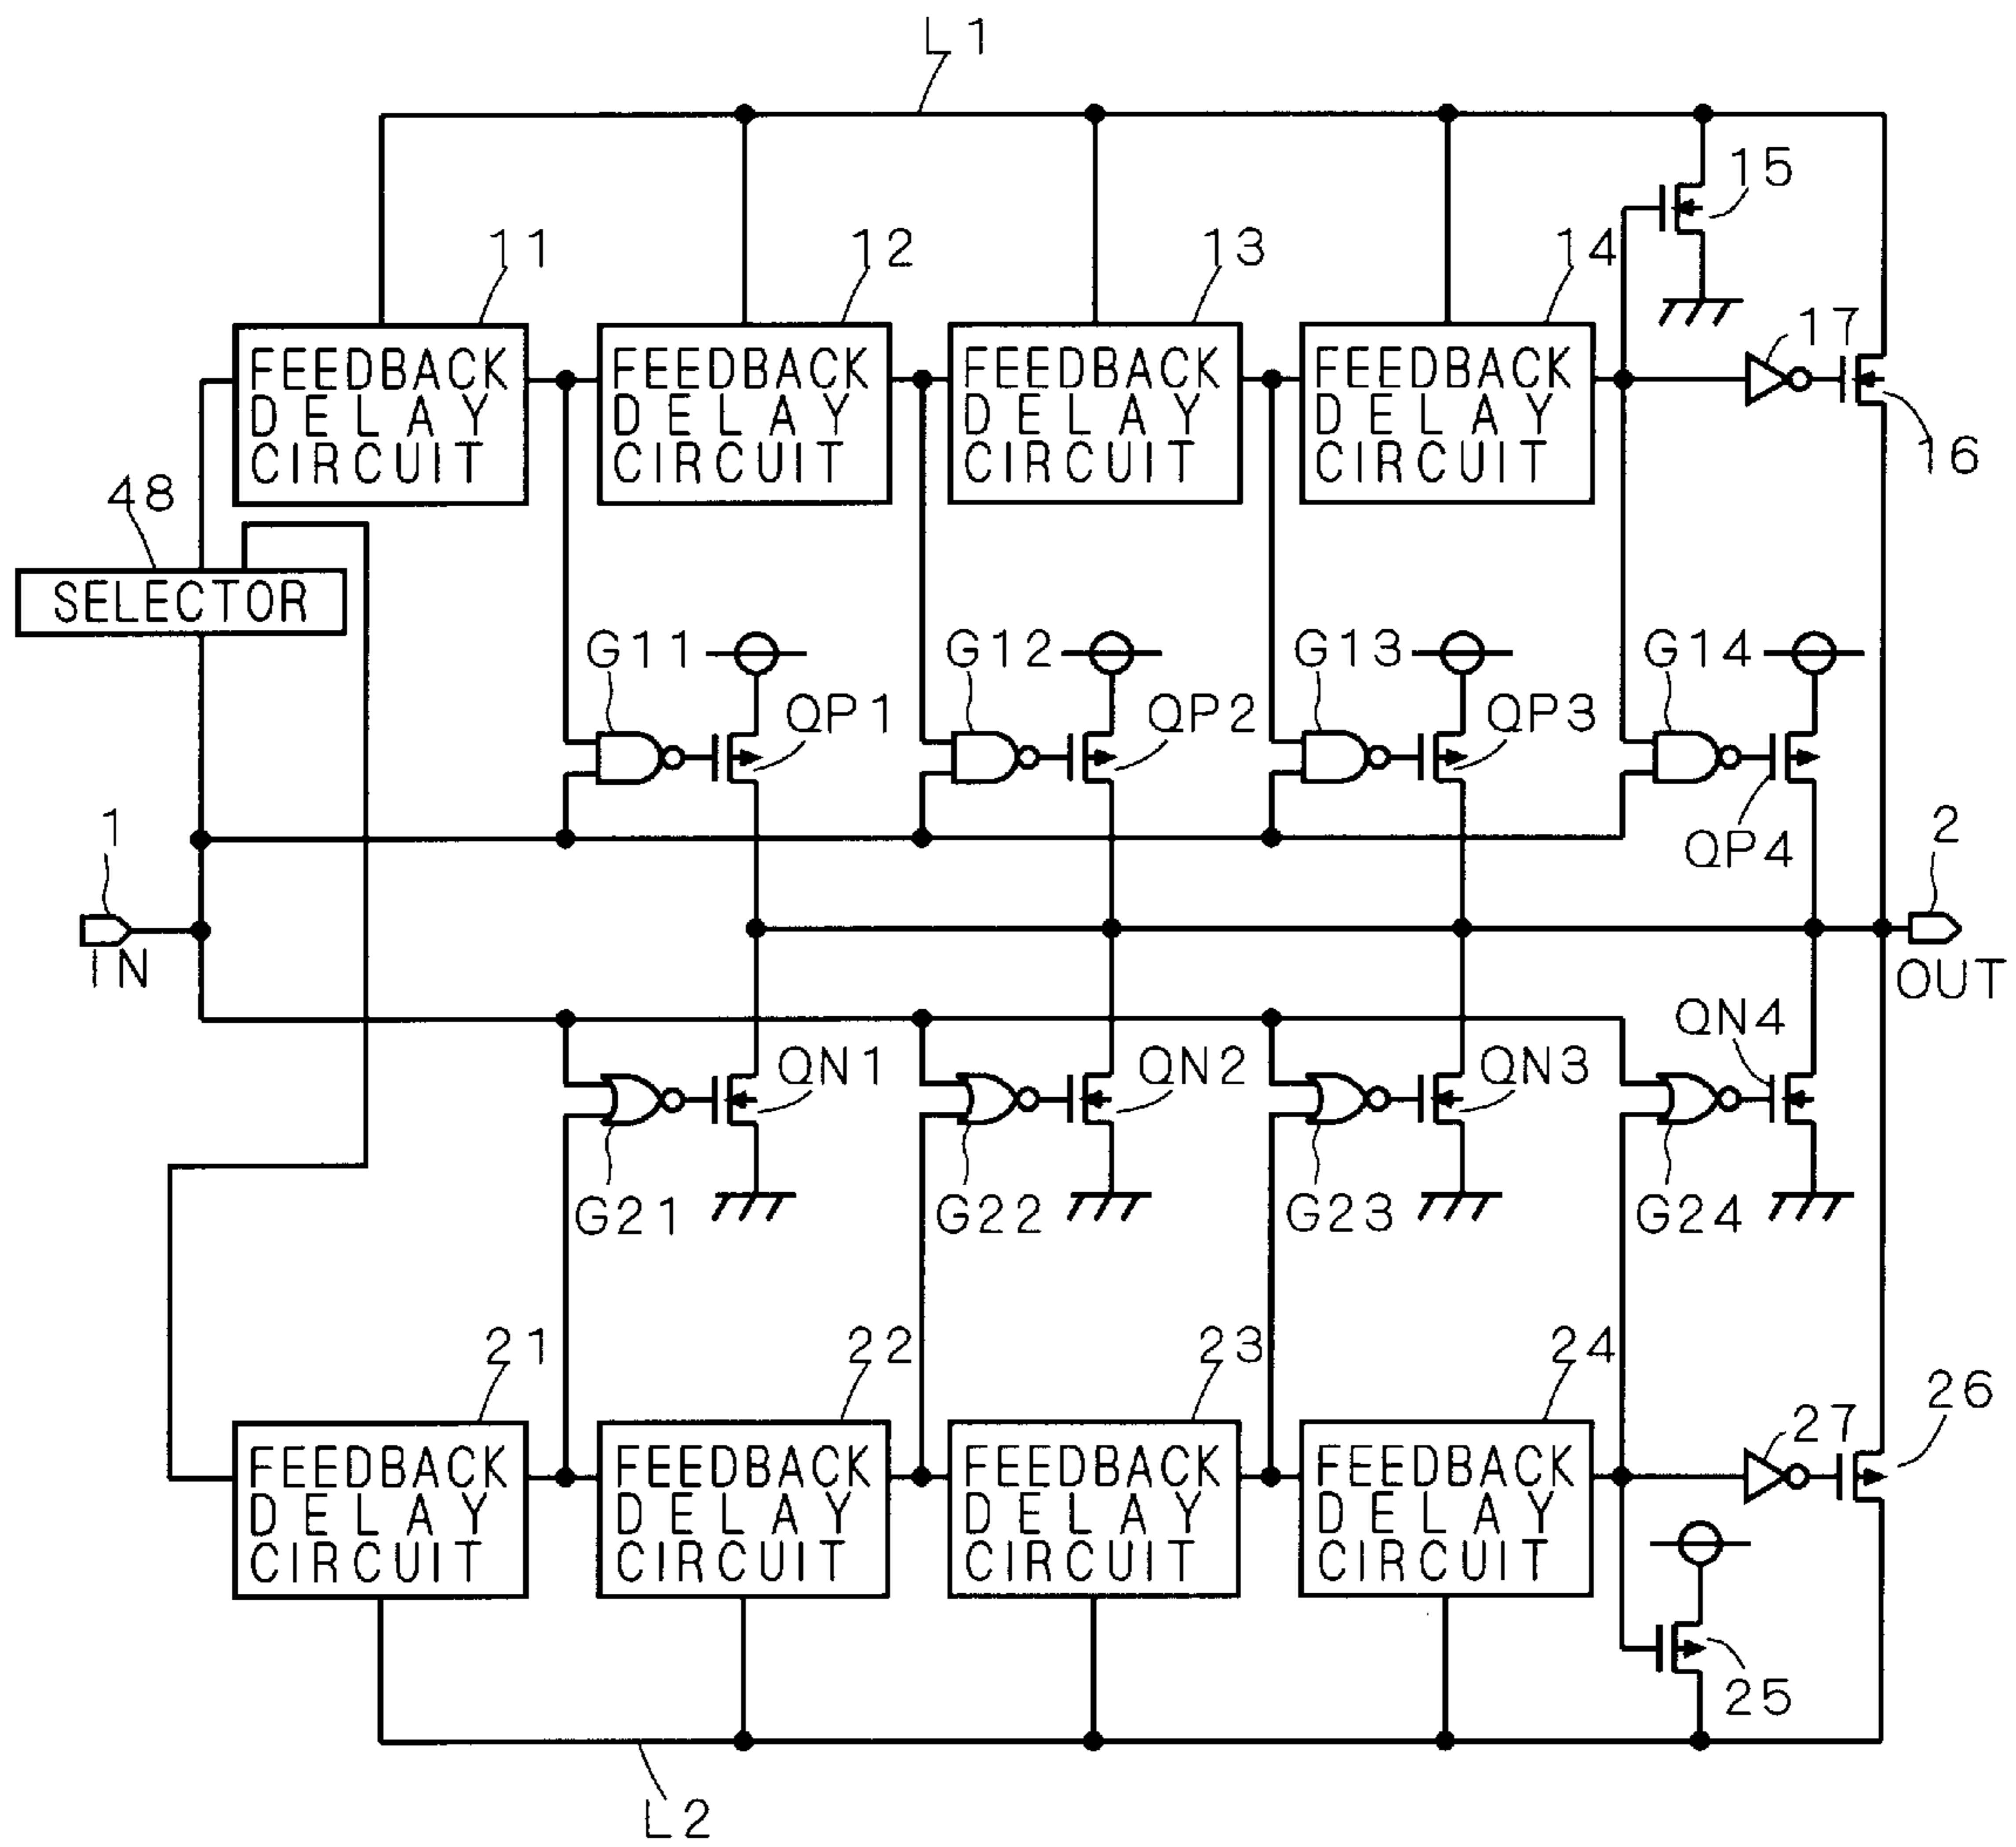 L1
15
11
12
13
14
17
FEEDBACK
DELAY
CIRCUIT
FEEDBACK
DELAY
CIRCUIT
FEEDBACK
DELAY
CIRCUIT
FEEDBACK
DELAY
CIRCUIT
16
48
SELECTOR
G11
G12
G13
G14
QP1
QP2
QP3
QP4
1
2
IN
OUT
QN1
QN2
QN3
QN4
G21
G22
G23
G24
21
22
23
24
26
27
FEEDBACK
DELAY
CIRCUIT
FEEDBACK
DELAY
CIRCUIT
FEEDBACK
DELAY
CIRCUIT
FEEDBACK
DELAY
CIRCUIT
25
L2